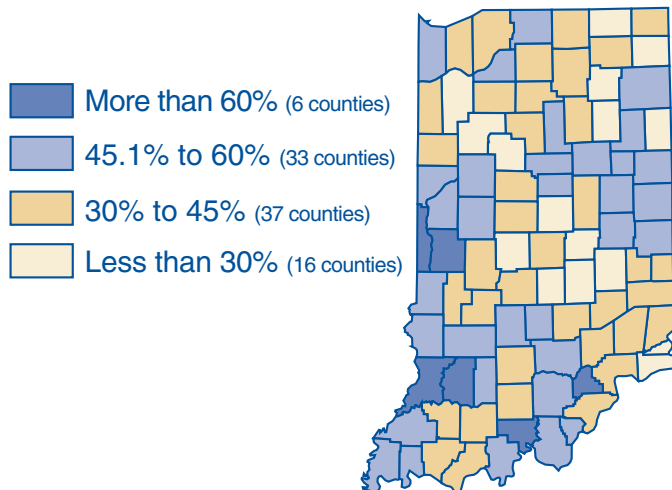 More than 60% (6 counties)
45.1% to 60% (33 counties)
30% to 45% (37 counties)
Less than 30% (16 counties)